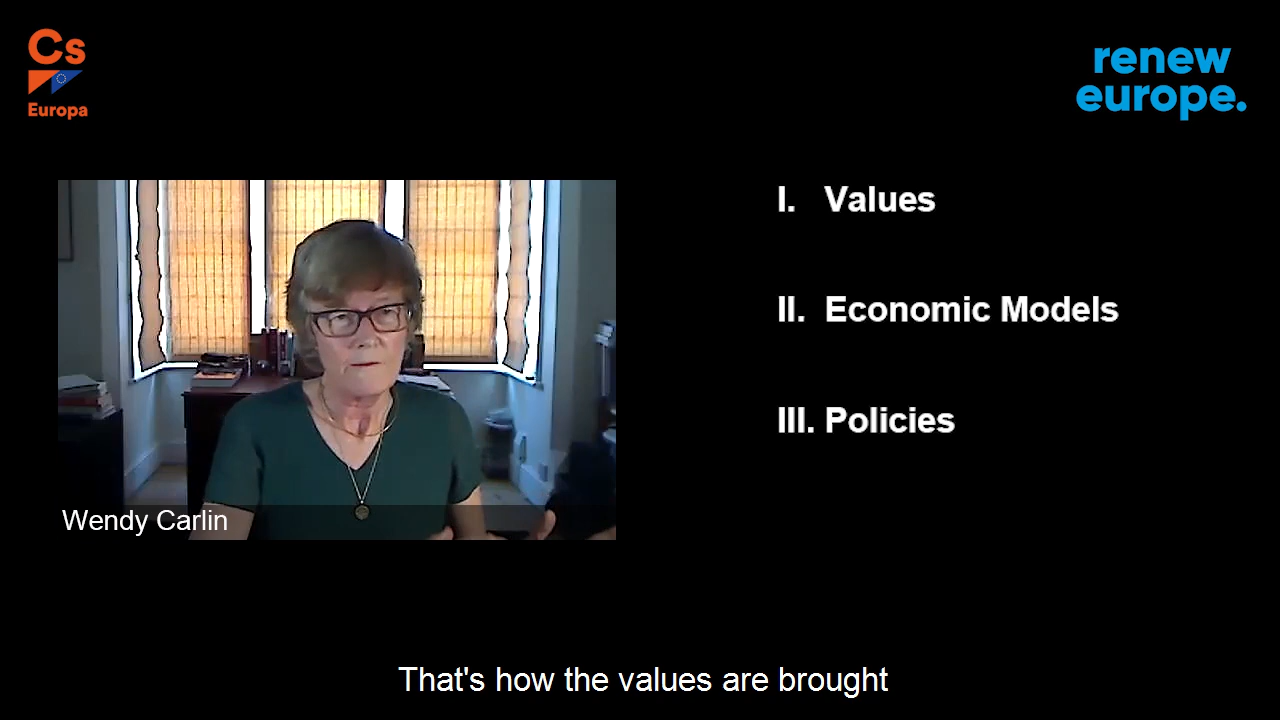 Cs
Europa
renew
europe.
I. Values
II. Economic Models
III. Policies
Wendy Carlin
That's how the values are brought